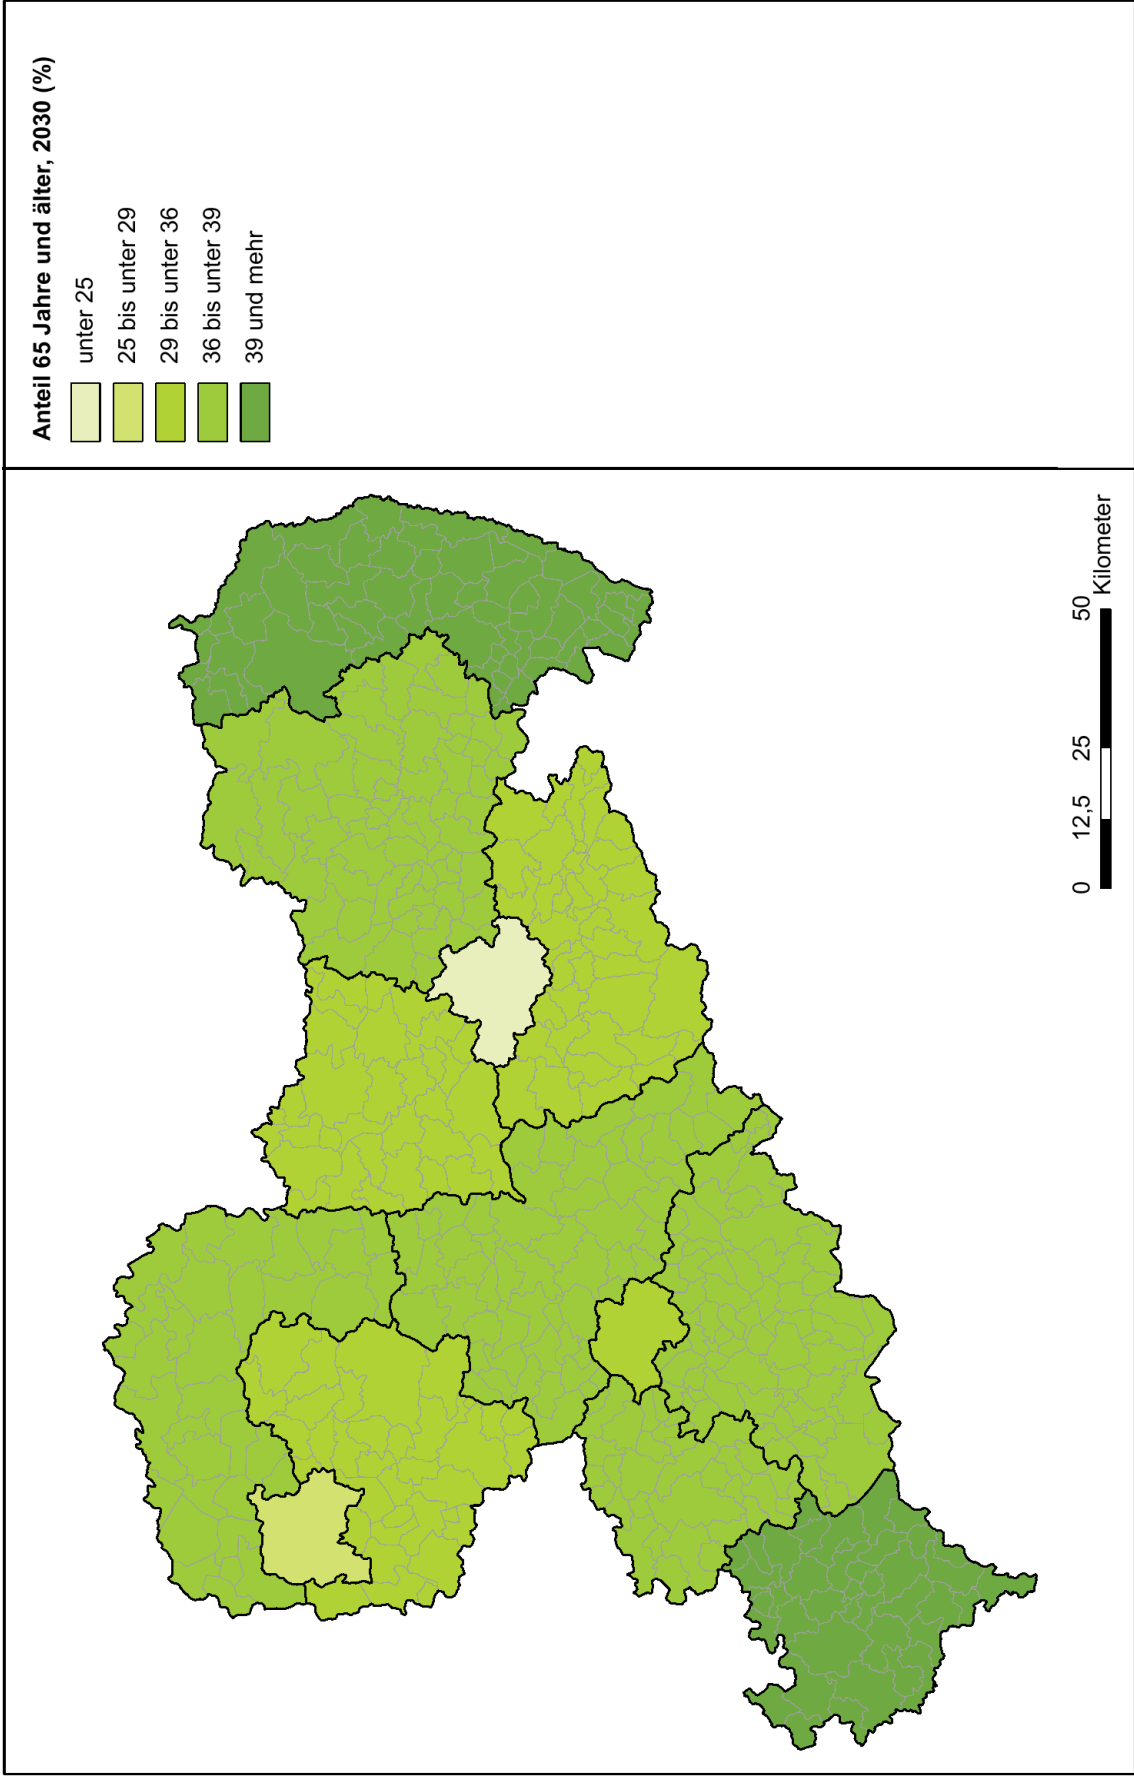 Anteil 65 Jahre und älter, 2030 (%)
unter 25
25 bis unter 29
29 bis unter 36
36 bis unter 39
39 und mehr
0 12,5 25 50
Kilometer